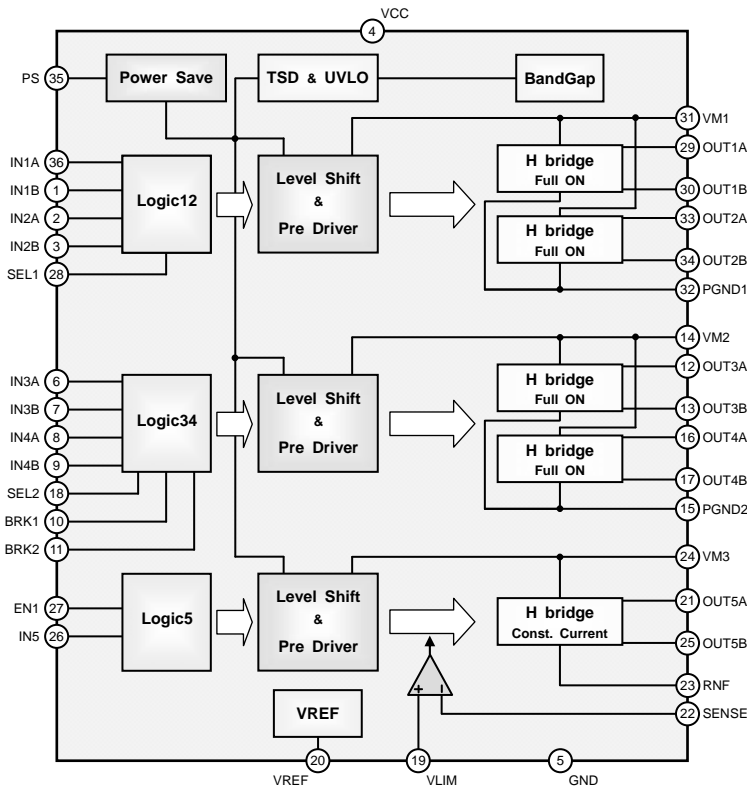 VCC
4
PS 35
Power Save
TSD & UVLO
BandGap
31 VM1
29 OUT1A
30 OUT1B
33 OUT2A
34 OUT2B
32 PGND1
IN1A 36
IN1B 1
IN2A 2
IN2B 3
SEL1 28
Logic12
Level Shift
&
Pre Driver
H bridge
Full ON
H bridge
Full ON
14 VM2
12 OUT3A
13 OUT3B
16 OUT4A
17 OUT4B
15 PGND2
IN3A 6
IN3B 7
IN4A 8
IN4B 9
SEL2 18
BRK1 10
BRK2 11
Logic34
Level Shift
&
Pre Driver
H bridge
Full ON
H bridge
Full ON
24 VM3
21 OUT5A
25 OUT5B
23 RNF
22 SENSE
EN1 27
IN5 26
Logic5
Level Shift
&
Pre Driver
H bridge
Const. Current
+ −
VREF
20
VREF
19
VLIM
5
GND